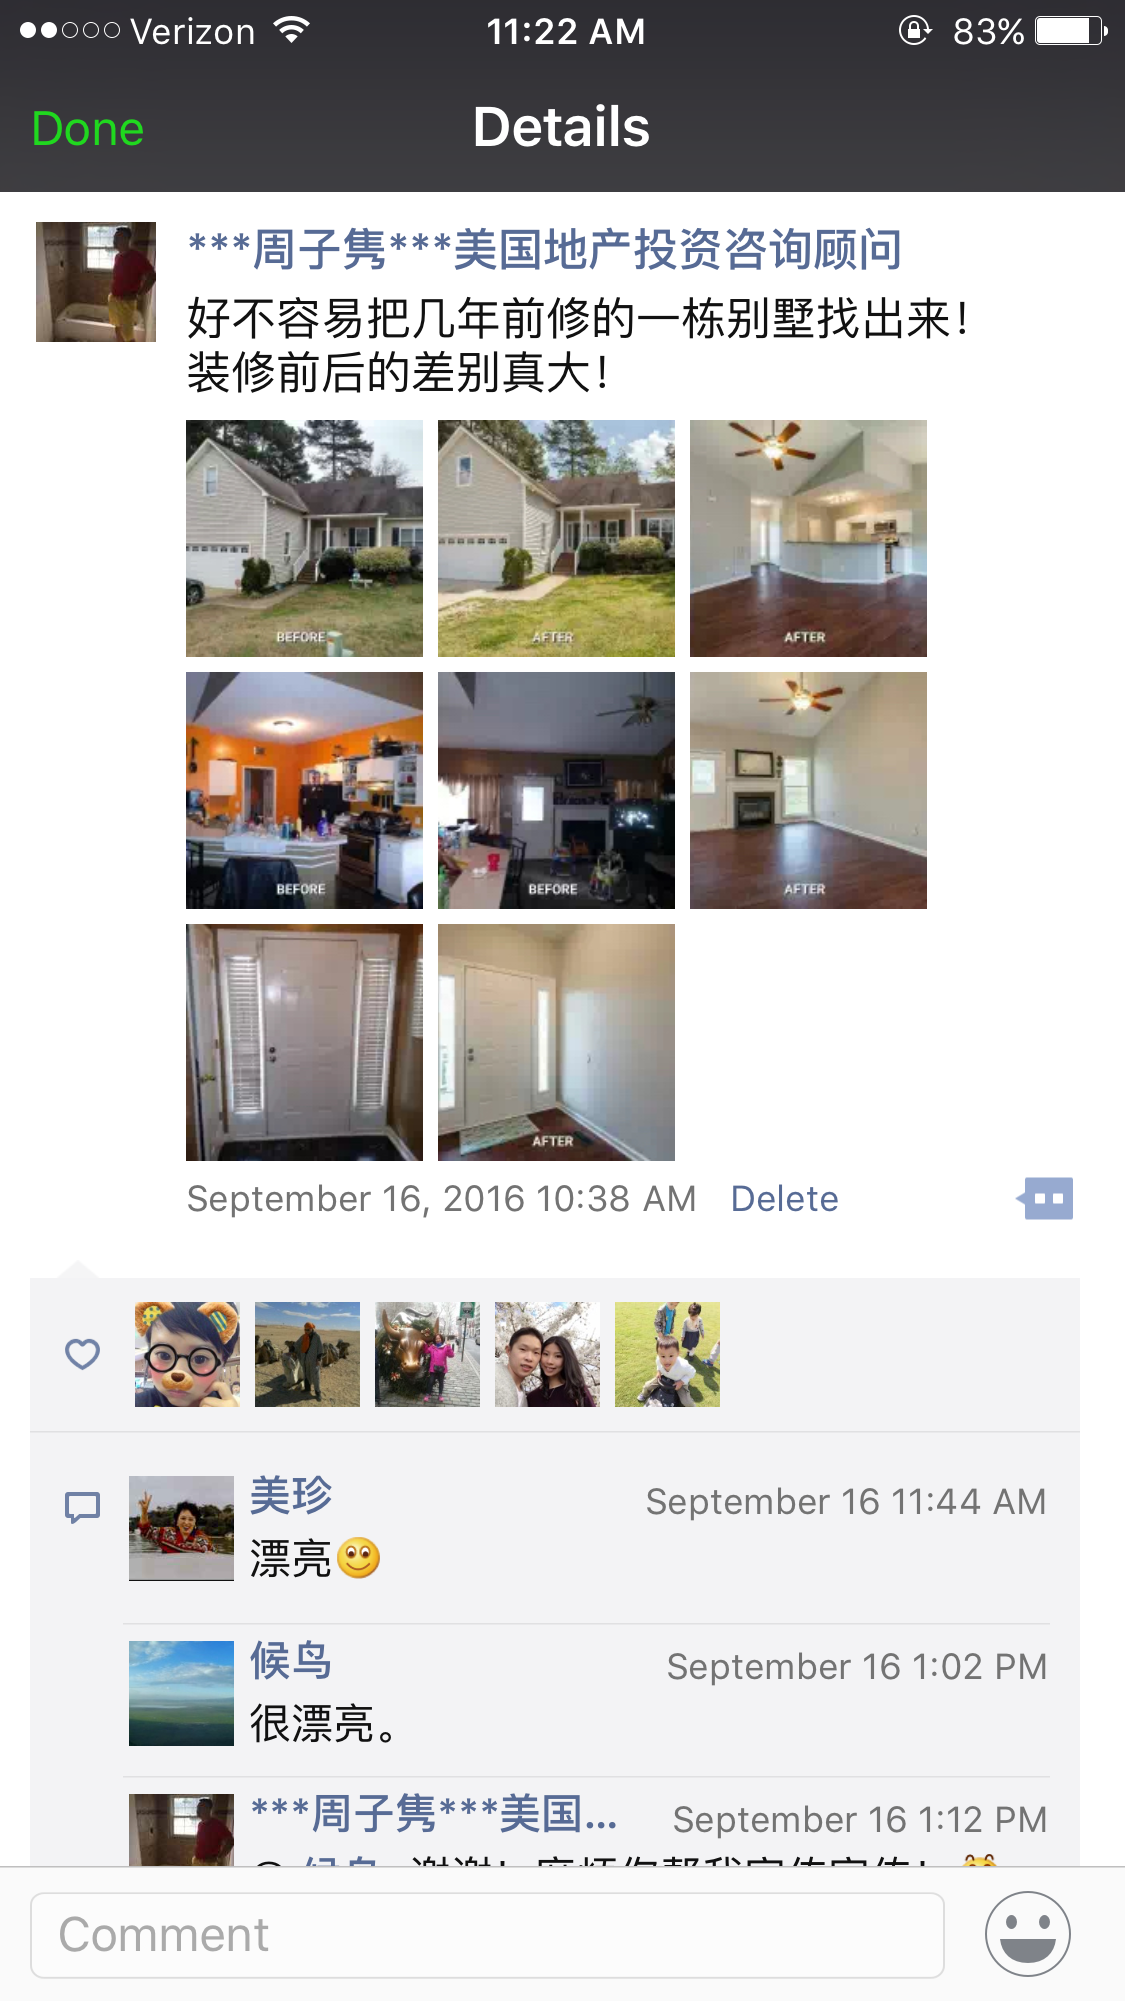 Verizon 11:22 AM 83%
Done Details
***周子隽***美国地产投资咨询顾问
好不容易把几年前修的一栋别墅找出来!
装修前后的差别真大!
BEFORE AFTER AFTER
BEFORE BEFORE AFTER
AFTER
September 16, 2016 10:38 AM Delete
美珍 September 16 11:44 AM
漂亮
候鸟 September 16 1:02 PM
很漂亮。
***周子隽***美国... September 16 1:12 PM
Comment